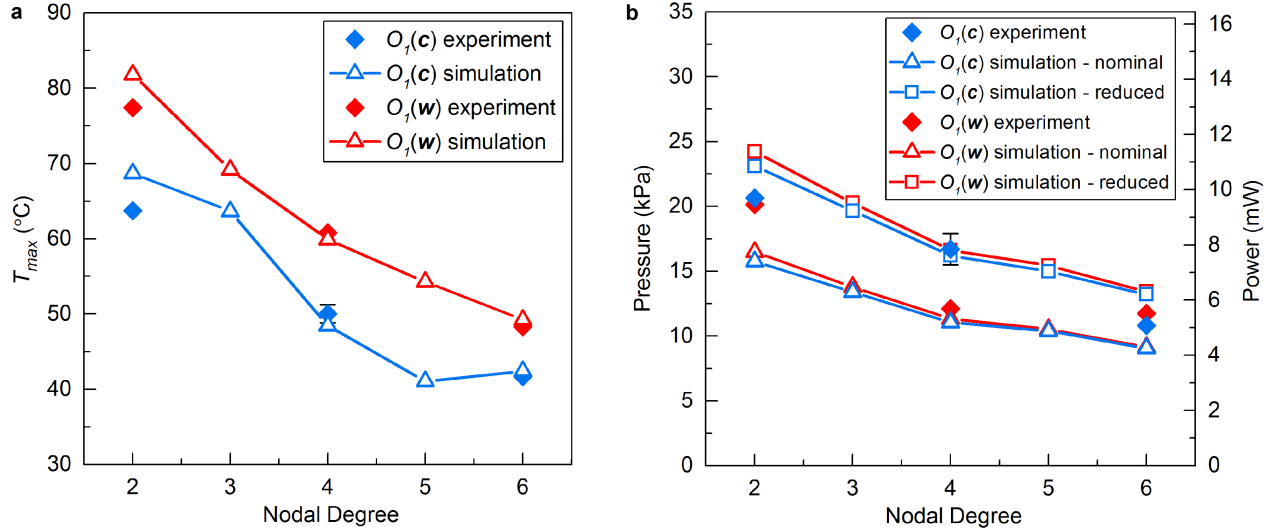 a
90
80
70
60
50
40
30
T_max (°C)
O_1(c) experiment
O_1(c) simulation
O_1(w) experiment
O_1(w) simulation
2 3 4 5 6
Nodal Degree
b
35
30
25
20
15
10
5
0
Pressure (kPa)
O_1(c) experiment
O_1(c) simulation - nominal
O_1(c) simulation - reduced
O_1(w) experiment
O_1(w) simulation - nominal
O_1(w) simulation - reduced
16
14
12
10
8
6
4
2
0
Power (mW)
2 3 4 5 6
Nodal Degree